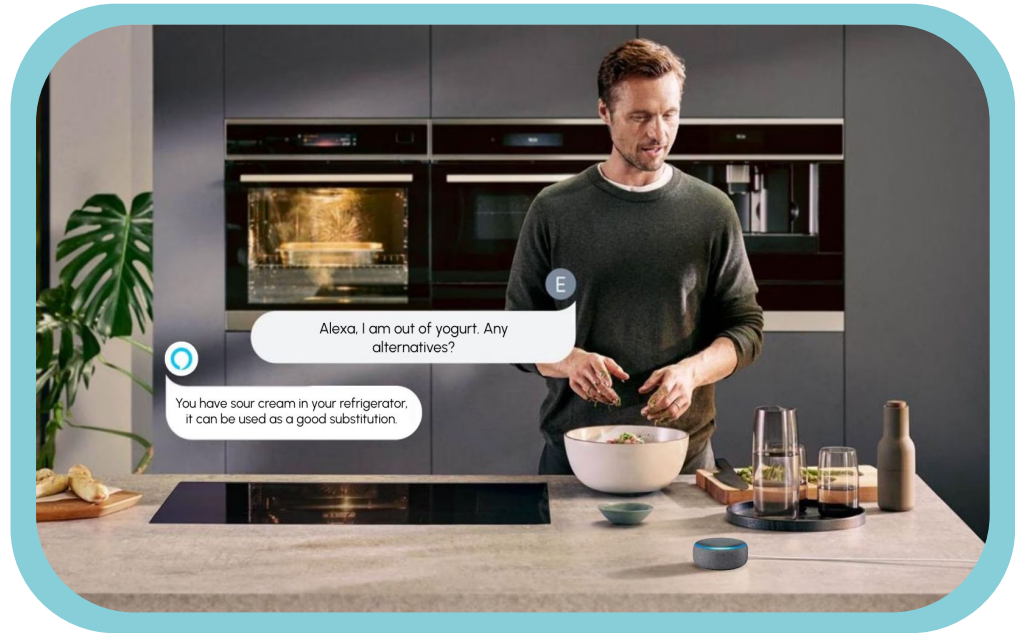 E
Alexa, I am out of yogurt. Any
alternatives?
You have sour cream in your refrigerator,
it can be used as a good substitution.